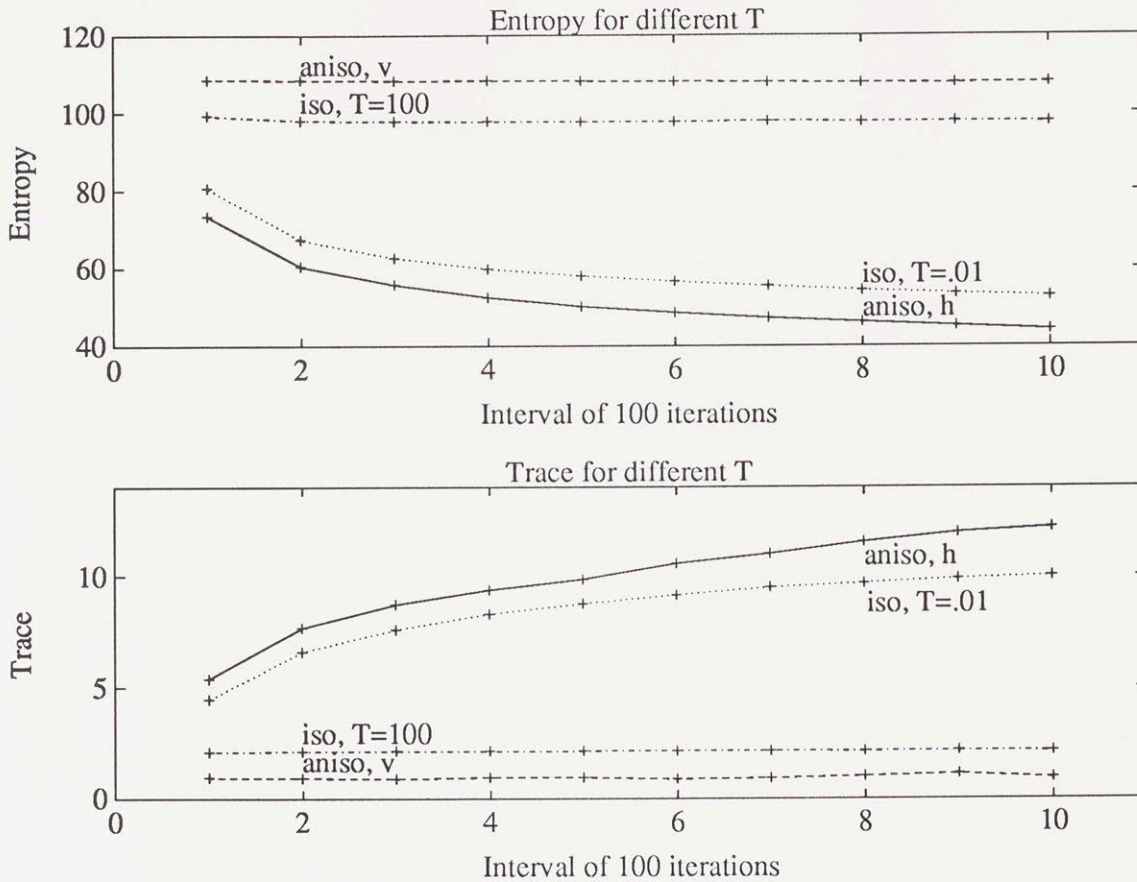 Entropy for different T
120
100
80
60
40
Entropy
aniso, v
iso, T=100
iso, T=.01
aniso, h
0 2 4 6 8 10
Interval of 100 iterations
Trace for different T
10
5
0
Trace
aniso, h
iso, T=.01
iso, T=100
aniso, v
0 2 4 6 8 10
Interval of 100 iterations